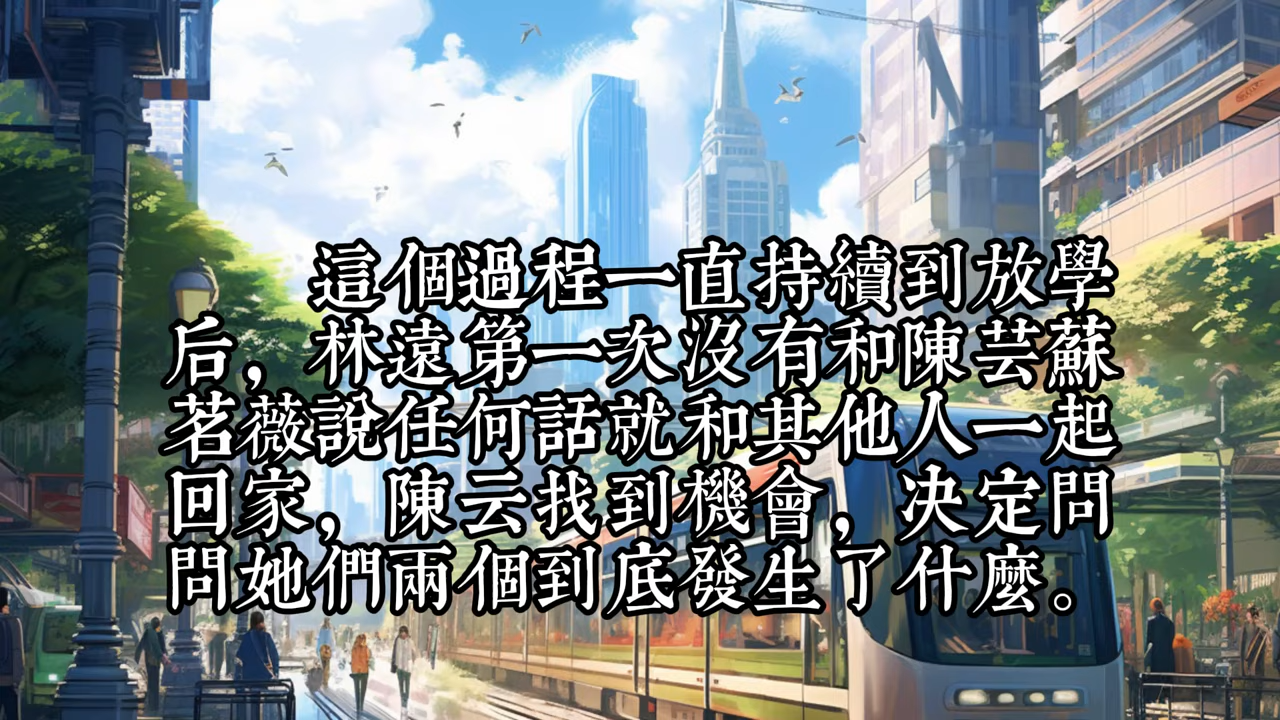 這個過程一直持續到放學
后，林遠第一次沒有和陳芸蘇
茗薇說任何話就和其他人一起
回家，陳云找到機會，决定問
問她們兩個到底發生了什麼。